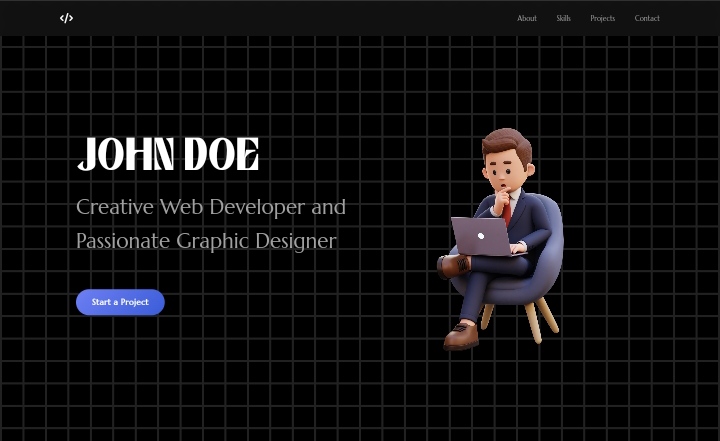 </>
About Skills Projects Contact
JOHN DOE
Creative Web Developer and
Passionate Graphic Designer
Start a Project